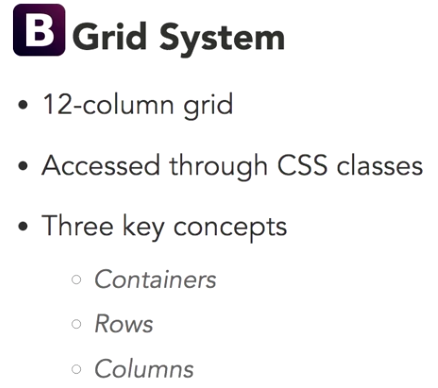 B Grid System
• 12-column grid
• Accessed through CSS classes
• Three key concepts
○ Containers
○ Rows
○ Columns